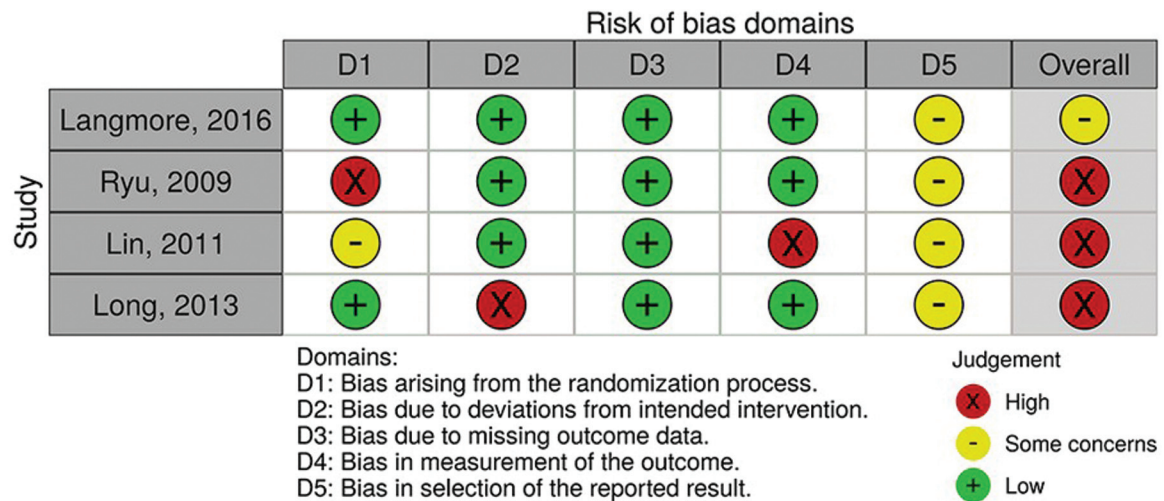 Risk of bias domains
D1 D2 D3 D4 D5 Overall
Study
Langmore, 2016 + + + + - -
Ryu, 2009 X + + + - X
Lin, 2011 - + + X - X
Long, 2013 + X + + - X
Domains:
D1: Bias arising from the randomization process.
D2: Bias due to deviations from intended intervention.
D3: Bias due to missing outcome data.
D4: Bias in measurement of the outcome.
D5: Bias in selection of the reported result.
Judgement
X High
- Some concerns
+ Low